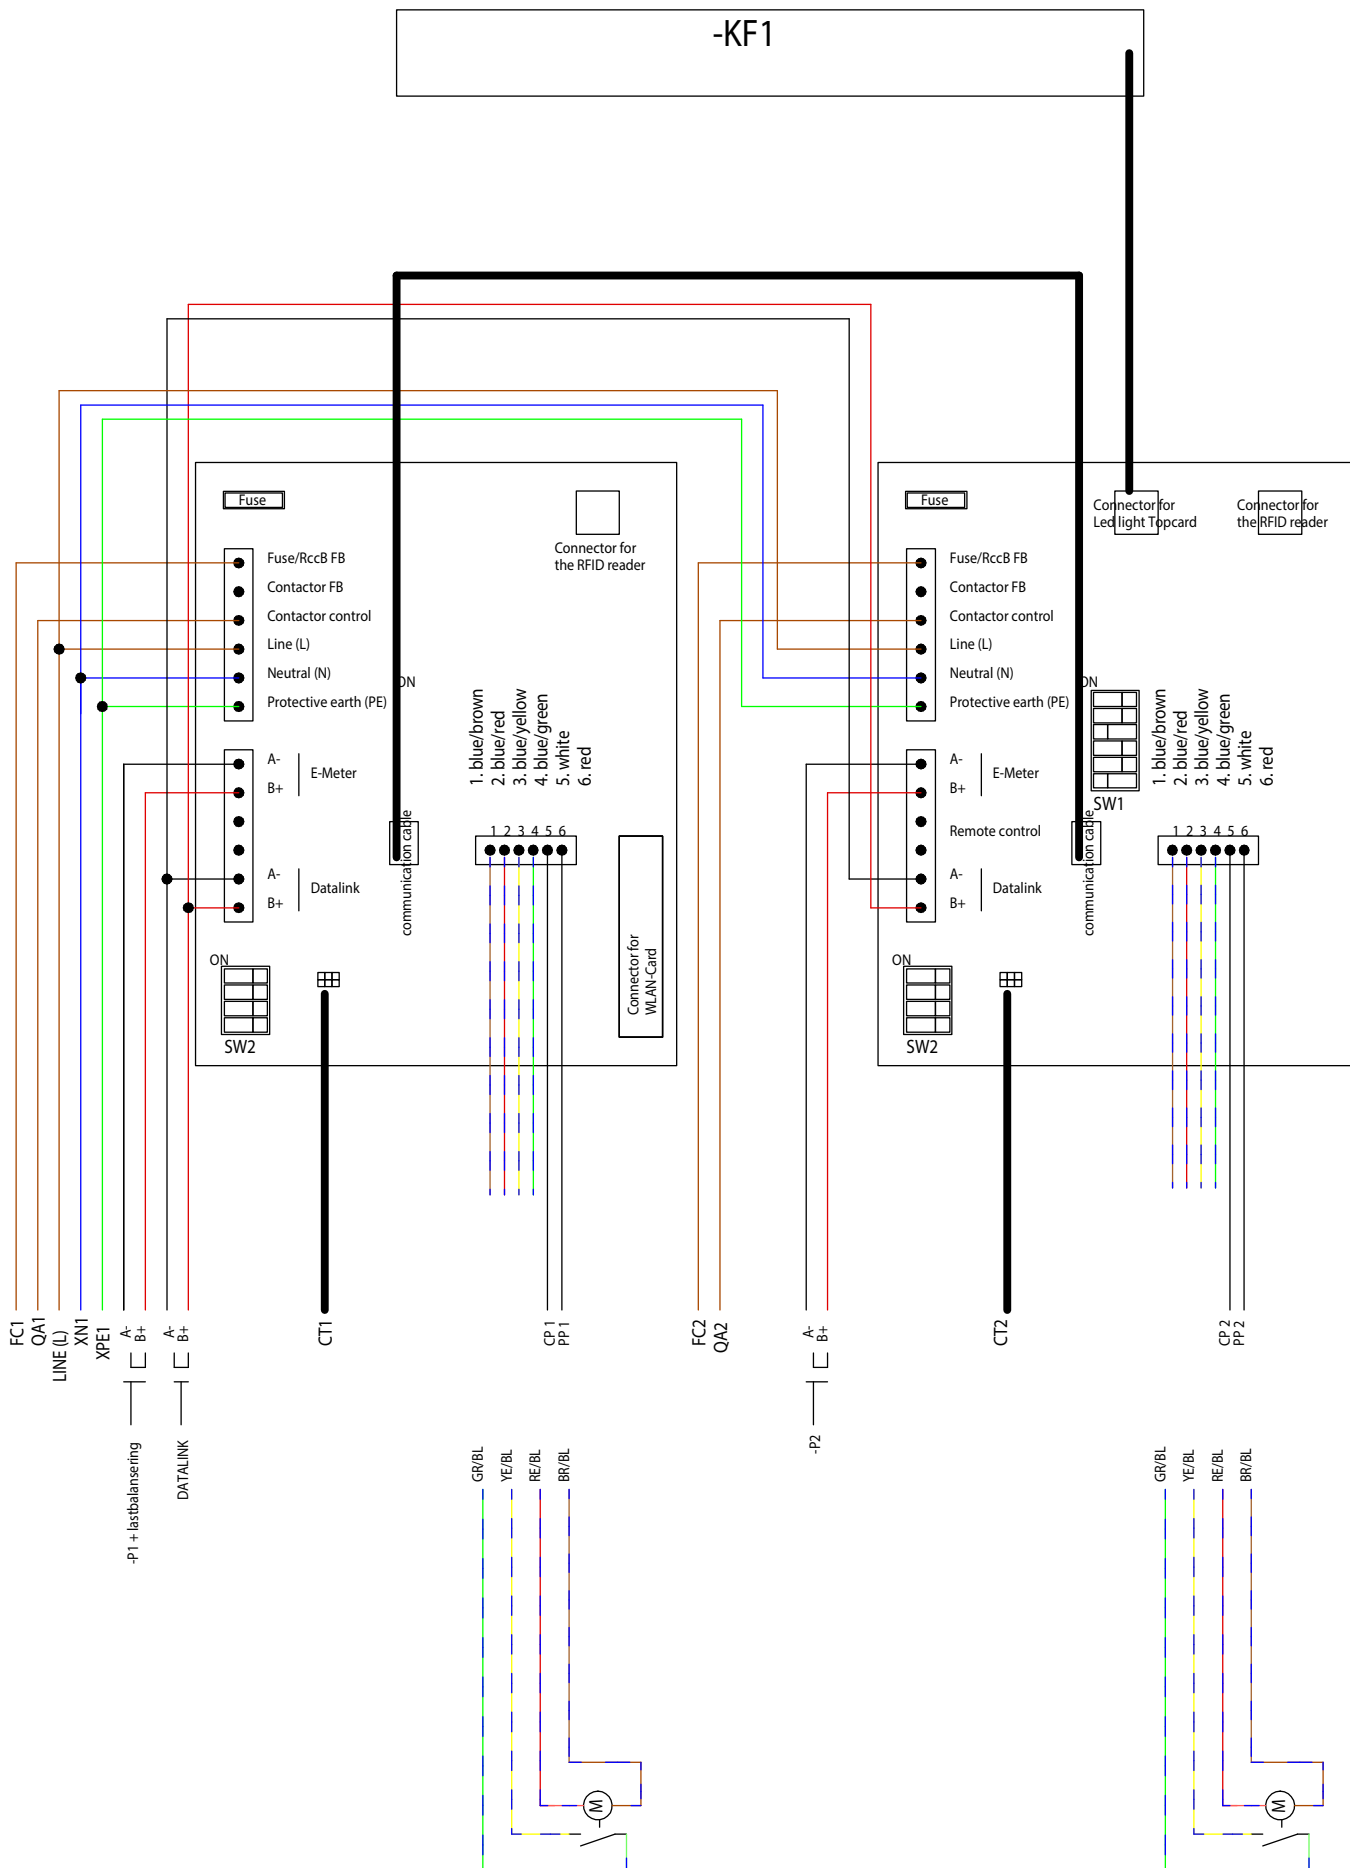 -KF1
Fuse
Connector for
the RFID reader
Fuse/RccB FB
Contactor FB
Contactor control
Line (L)
Neutral (N)
Protective earth (PE)
ON
A-
B+
E-Meter
A-
B+
Datalink
communication cable
1. blue/brown
2. blue/red
3. blue/yellow
4. blue/green
5. white
6. red
1 2 3 4 5 6
Connector for
WLAN-Card
ON
SW2
Fuse
Connector for
Led light Topcard
Connector for
the RFID reader
Fuse/RccB FB
Contactor FB
Contactor control
Line (L)
Neutral (N)
Protective earth (PE)
ON
SW1
A-
B+
E-Meter
Remote control
A-
B+
Datalink
communication cable
1. blue/brown
2. blue/red
3. blue/yellow
4. blue/green
5. white
6. red
1 2 3 4 5 6
ON
SW2
FC1
QA1
LINE (L)
XN1
XPE1
A-
B+
A-
B+
-P1 + lastbalansering
DATALINK
CT1
CP 1
PP 1
FC2
QA2
A-
B+
-P2
CT2
CP 2
PP 2
GR/BL
YE/BL
RE/BL
BR/BL
M
GR/BL
YE/BL
RE/BL
BR/BL
M